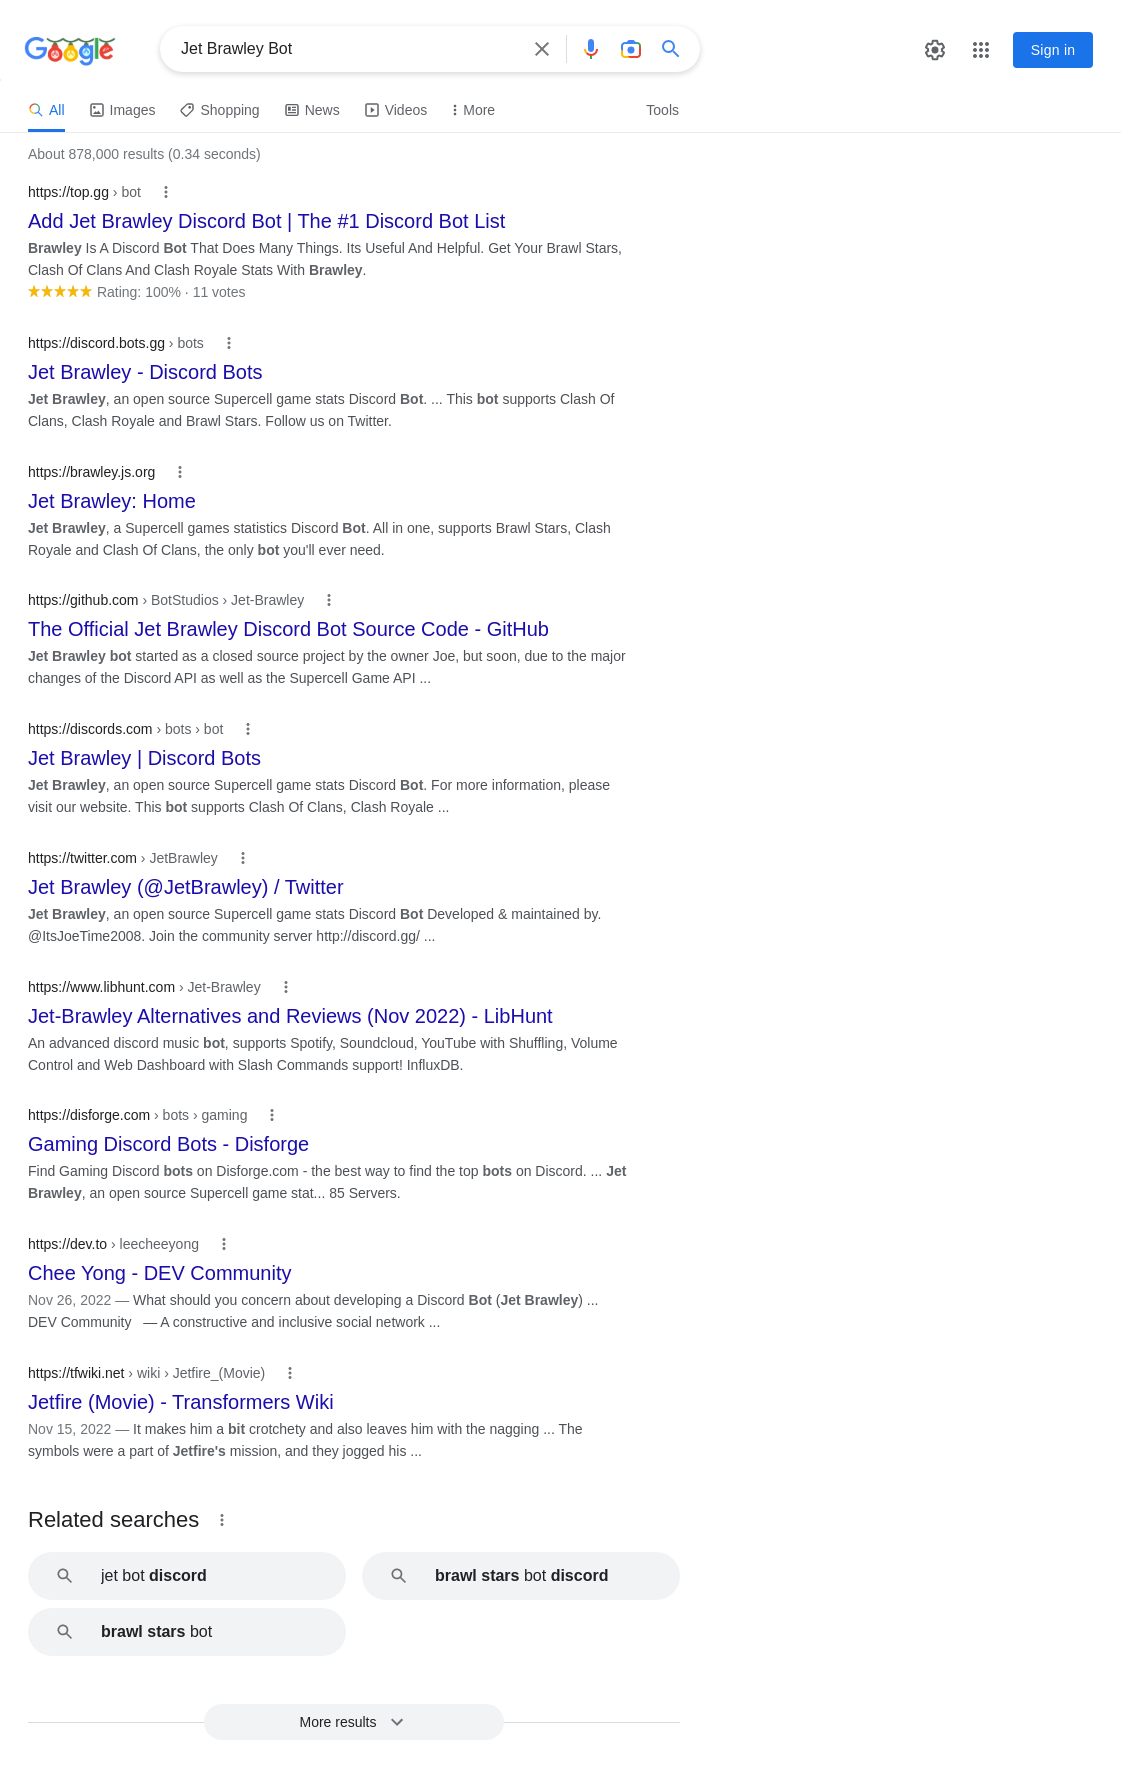 Google
Jet Brawley Bot
Sign in
All
Images
Shopping
News
Videos
More
Tools
About 878,000 results (0.34 seconds)
https://top.gg › bot
Add Jet Brawley Discord Bot | The #1 Discord Bot List
Brawley Is A Discord Bot That Does Many Things. Its Useful And Helpful. Get Your Brawl Stars,
Clash Of Clans And Clash Royale Stats With Brawley.
Rating: 100% · 11 votes
https://discord.bots.gg › bots
Jet Brawley - Discord Bots
Jet Brawley, an open source Supercell game stats Discord Bot. ... This bot supports Clash Of
Clans, Clash Royale and Brawl Stars. Follow us on Twitter.
https://brawley.js.org
Jet Brawley: Home
Jet Brawley, a Supercell games statistics Discord Bot. All in one, supports Brawl Stars, Clash
Royale and Clash Of Clans, the only bot you'll ever need.
https://github.com › BotStudios › Jet-Brawley
The Official Jet Brawley Discord Bot Source Code - GitHub
Jet Brawley bot started as a closed source project by the owner Joe, but soon, due to the major
changes of the Discord API as well as the Supercell Game API ...
https://discords.com › bots › bot
Jet Brawley | Discord Bots
Jet Brawley, an open source Supercell game stats Discord Bot. For more information, please
visit our website. This bot supports Clash Of Clans, Clash Royale ...
https://twitter.com › JetBrawley
Jet Brawley (@JetBrawley) / Twitter
Jet Brawley, an open source Supercell game stats Discord Bot Developed & maintained by.
@ItsJoeTime2008. Join the community server http://discord.gg/ ...
https://www.libhunt.com › Jet-Brawley
Jet-Brawley Alternatives and Reviews (Nov 2022) - LibHunt
An advanced discord music bot, supports Spotify, Soundcloud, YouTube with Shuffling, Volume
Control and Web Dashboard with Slash Commands support! InfluxDB.
https://disforge.com › bots › gaming
Gaming Discord Bots - Disforge
Find Gaming Discord bots on Disforge.com - the best way to find the top bots on Discord. ... Jet
Brawley, an open source Supercell game stat... 85 Servers.
https://dev.to › leecheeyong
Chee Yong - DEV Community
Nov 26, 2022 — What should you concern about developing a Discord Bot (Jet Brawley) ...
DEV Community — A constructive and inclusive social network ...
https://tfwiki.net › wiki › Jetfire_(Movie)
Jetfire (Movie) - Transformers Wiki
Nov 15, 2022 — It makes him a bit crotchety and also leaves him with the nagging ... The
symbols were a part of Jetfire's mission, and they jogged his ...
Related searches
jet bot discord
brawl stars bot discord
brawl stars bot
More results